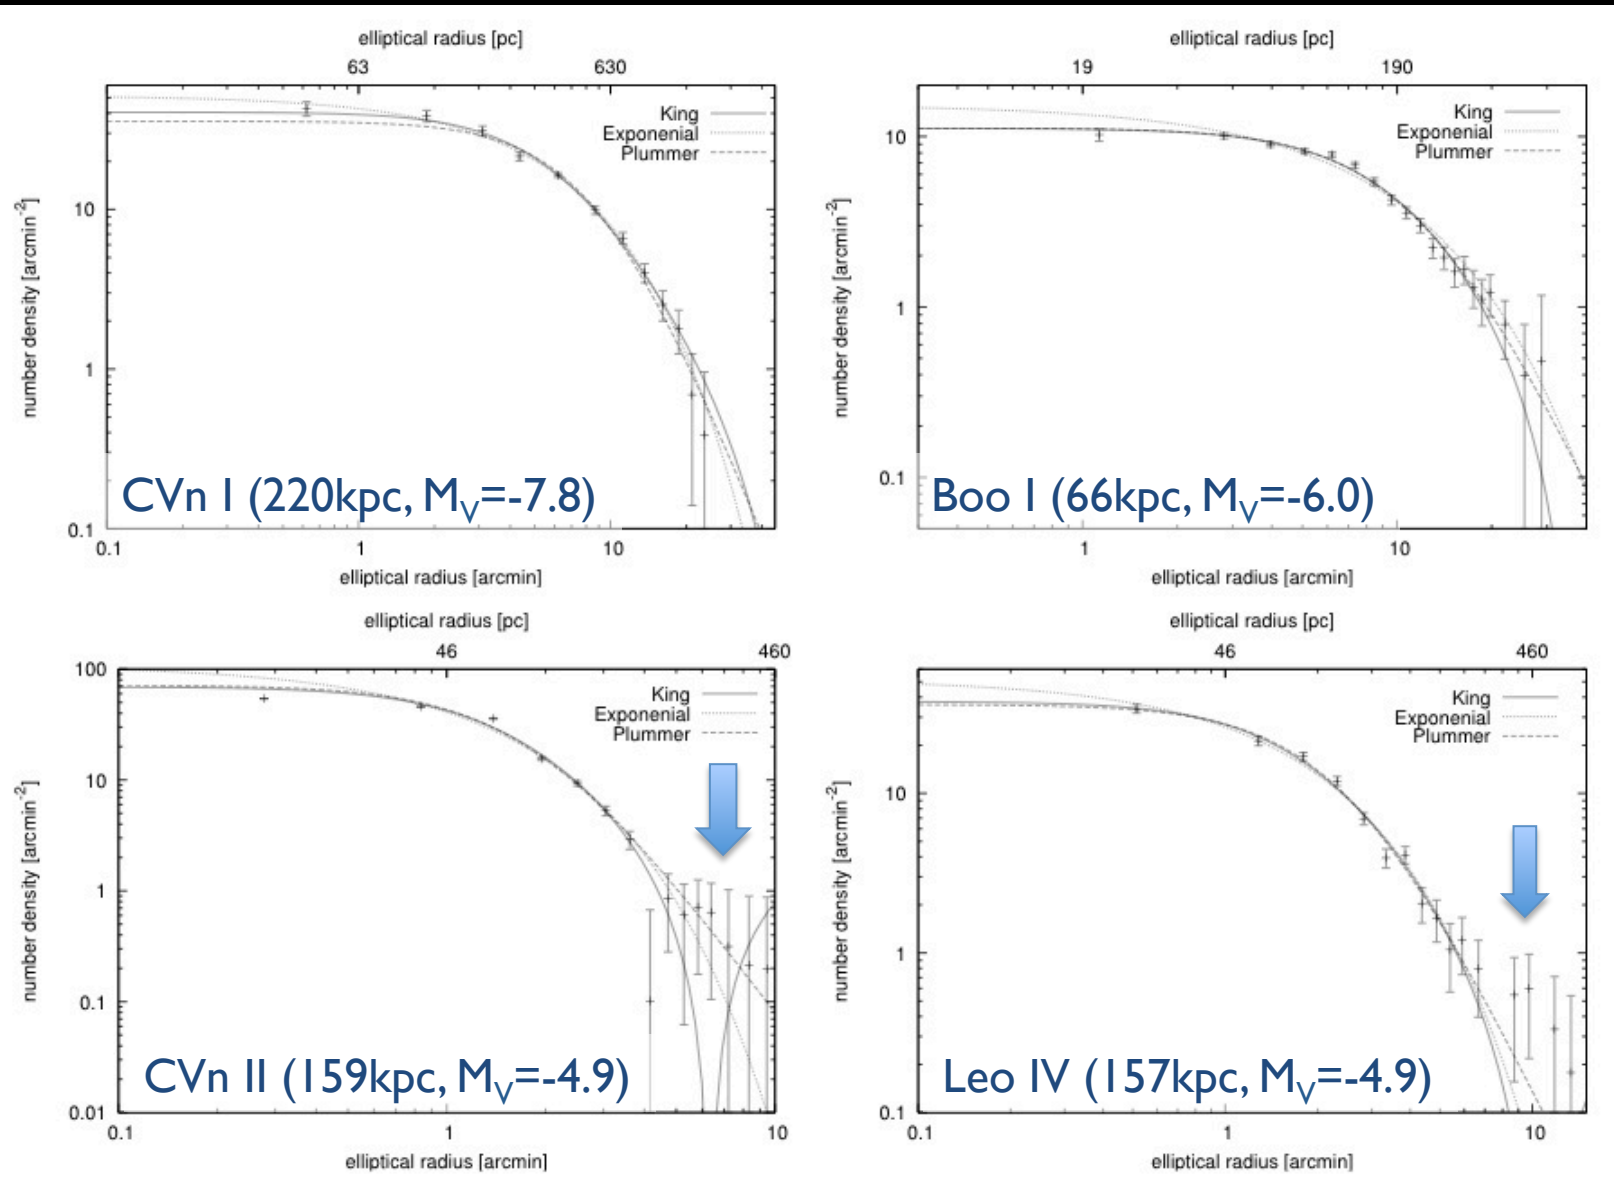 elliptical radius [pc]
63 630
King
Exponenial
Plummer
10
1
0.1
number density [arcmin-2]
CVn I (220kpc, MV=-7.8)
0.1 1 10
elliptical radius [arcmin]
elliptical radius [pc]
19 190
King
Exponenial
Plummer
10
1
0.1
number density [arcmin-2]
Boo I (66kpc, MV=-6.0)
1 10
elliptical radius [arcmin]
elliptical radius [pc]
46 460
King
Exponenial
Plummer
100
10
1
0.1
0.01
number density [arcmin-2]
CVn II (159kpc, MV=-4.9)
0.1 1 10
elliptical radius [arcmin]
elliptical radius [pc]
46 460
King
Exponenial
Plummer
10
1
0.1
number density [arcmin-2]
Leo IV (157kpc, MV=-4.9)
0.1 1 10
elliptical radius [arcmin]